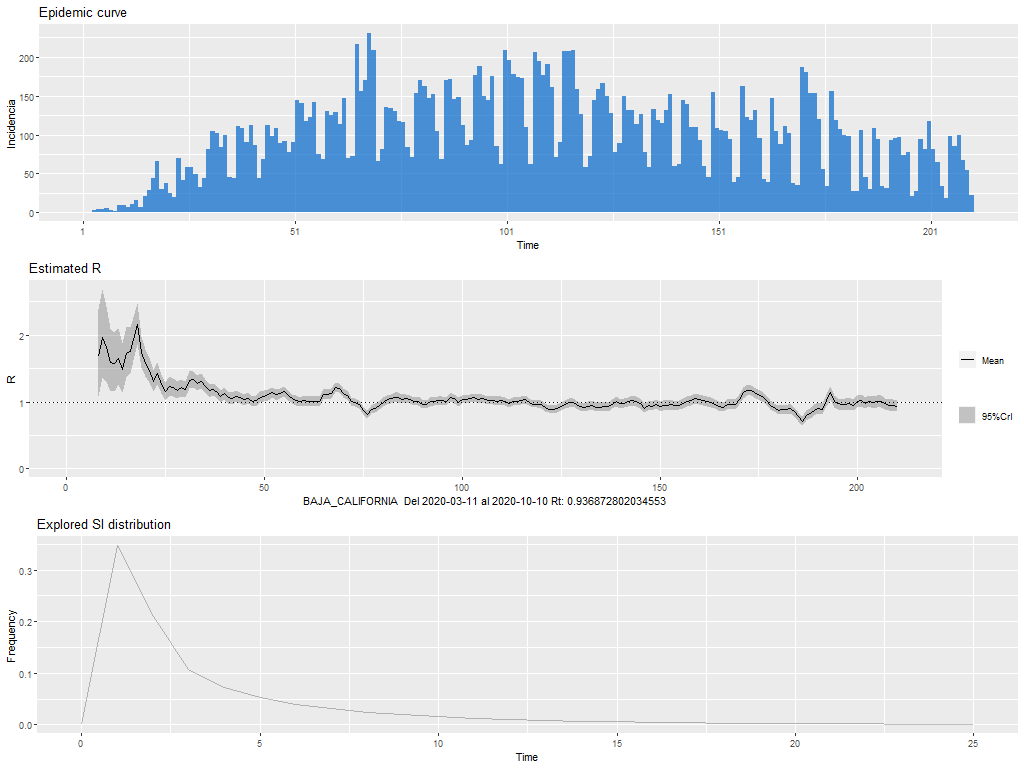 Epidemic curve
Incidencia
200
150
100
50
0
1
51
101
151
201
Time
Estimated R
R
2
1
0
0
50
100
150
200
BAJA_CALIFORNIA Del 2020-03-11 al 2020-10-10 Rt: 0.936872802034553
Mean
95%CrI
Explored SI distribution
Frequency
0.3
0.2
0.1
0.0
0
5
10
15
20
25
Time